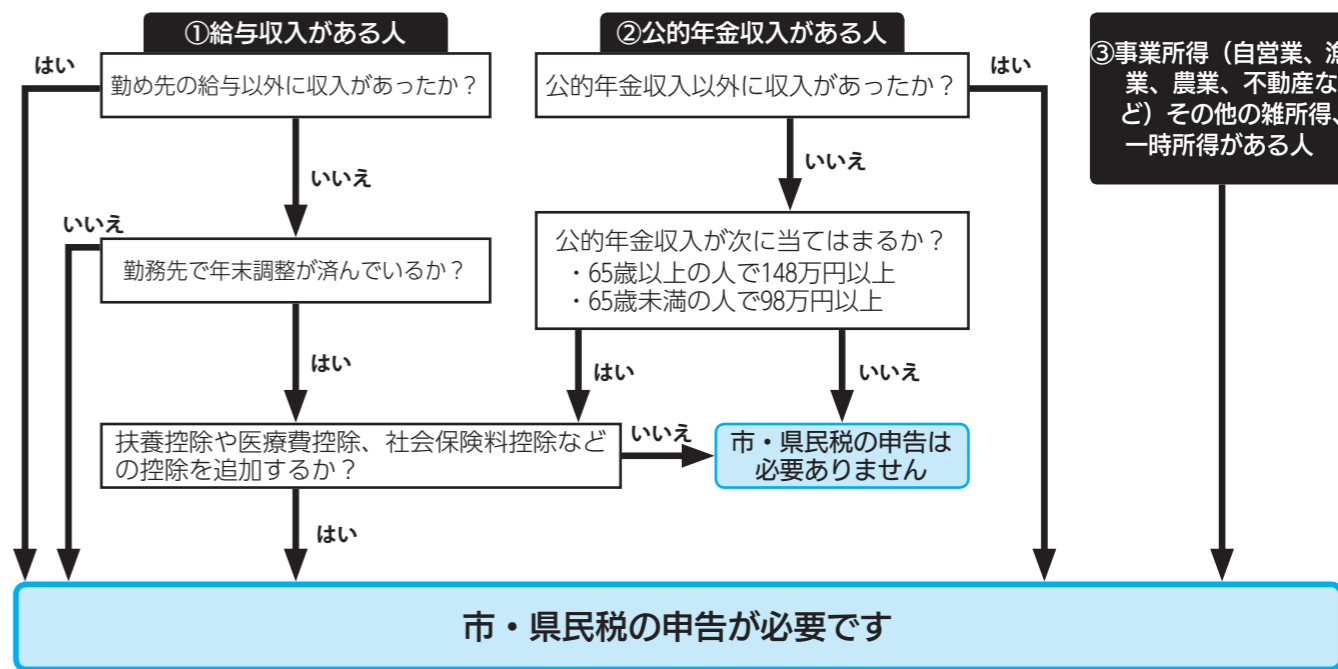 ①給与収入がある人
はい
勤め先の給与以外に収入があったか？
いいえ
いいえ
勤務先で年末調整が済んでいるか？
はい
扶養控除や医療費控除、社会保険料控除など
の控除を追加するか？
いいえ
はい
②公的年金収入がある人
公的年金収入以外に収入があったか？
はい
いいえ
公的年金収入が次に当てはまるか？
・65歳以上の人で148万円以上
・65歳未満の人で98万円以上
はい
いいえ
市・県民税の申告は
必要ありません
③事業所得（自営業、漁
業、農業、不動産な
ど）その他の雑所得、
一時所得がある人
市・県民税の申告が必要です